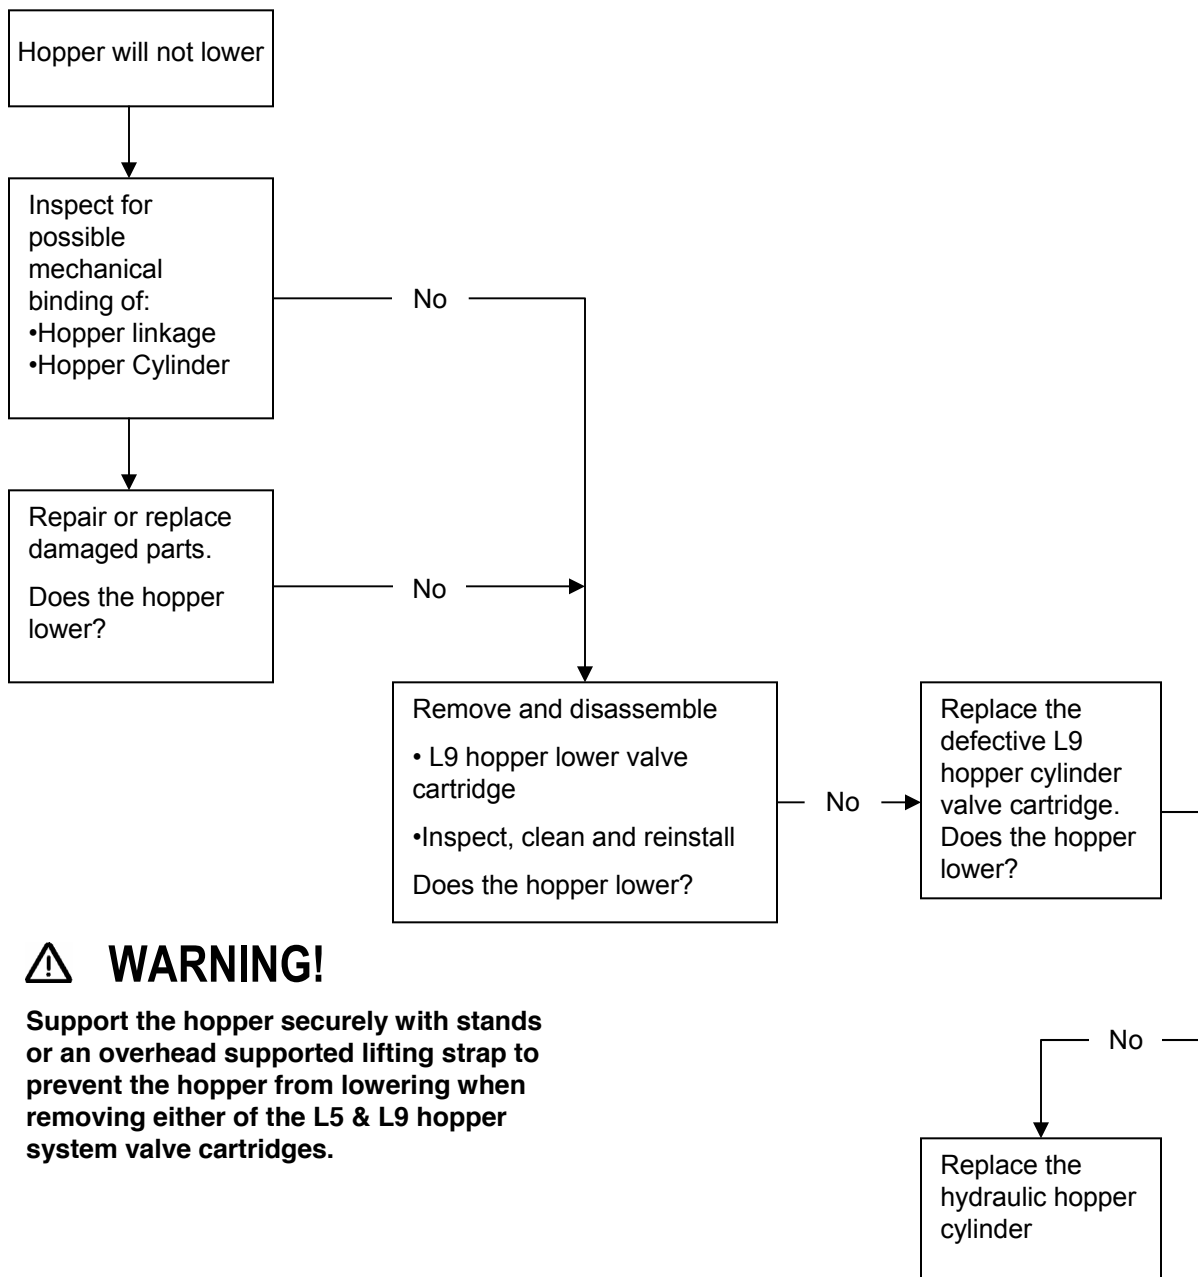 Hopper will not lower
Inspect for
possible
mechanical
binding of:
•Hopper linkage
•Hopper Cylinder
No
Repair or replace
damaged parts.
Does the hopper
lower?
No
Remove and disassemble
• L9 hopper lower valve
cartridge
•Inspect, clean and reinstall
Does the hopper lower?
No
Replace the
defective L9
hopper cylinder
valve cartridge.
Does the hopper
lower?
WARNING!
Support the hopper securely with stands
or an overhead supported lifting strap to
prevent the hopper from lowering when
removing either of the L5 & L9 hopper
system valve cartridges.
No
Replace the
hydraulic hopper
cylinder